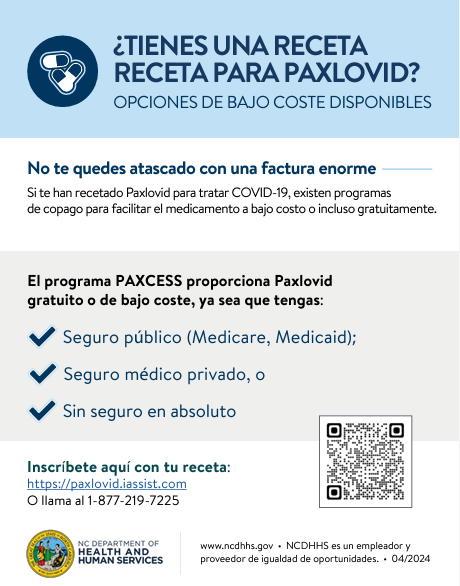 ¿TIENES UNA RECETA
RECETA PARA PAXLOVID?
OPCIONES DE BAJO COSTE DISPONIBLES
No te quedes atascado con una factura enorme
Si te han recetado Paxlovid para tratar COVID-19, existen programas
de copago para facilitar el medicamento a bajo costo o incluso gratuitamente.
El programa PAXCESS proporciona Paxlovid
gratuito o de bajo coste, ya sea que tengas:
Seguro público (Medicare, Medicaid);
Seguro médico privado, o
Sin seguro en absoluto
Inscríbete aquí con tu receta:
https://paxlovid.iassist.com
O llama al 1-877-219-7225
NC DEPARTMENT OF
HEALTH AND
HUMAN SERVICES
www.ncdhhs.gov • NCDHHS es un empleador y
proveedor de igualdad de oportunidades. • 04/2024